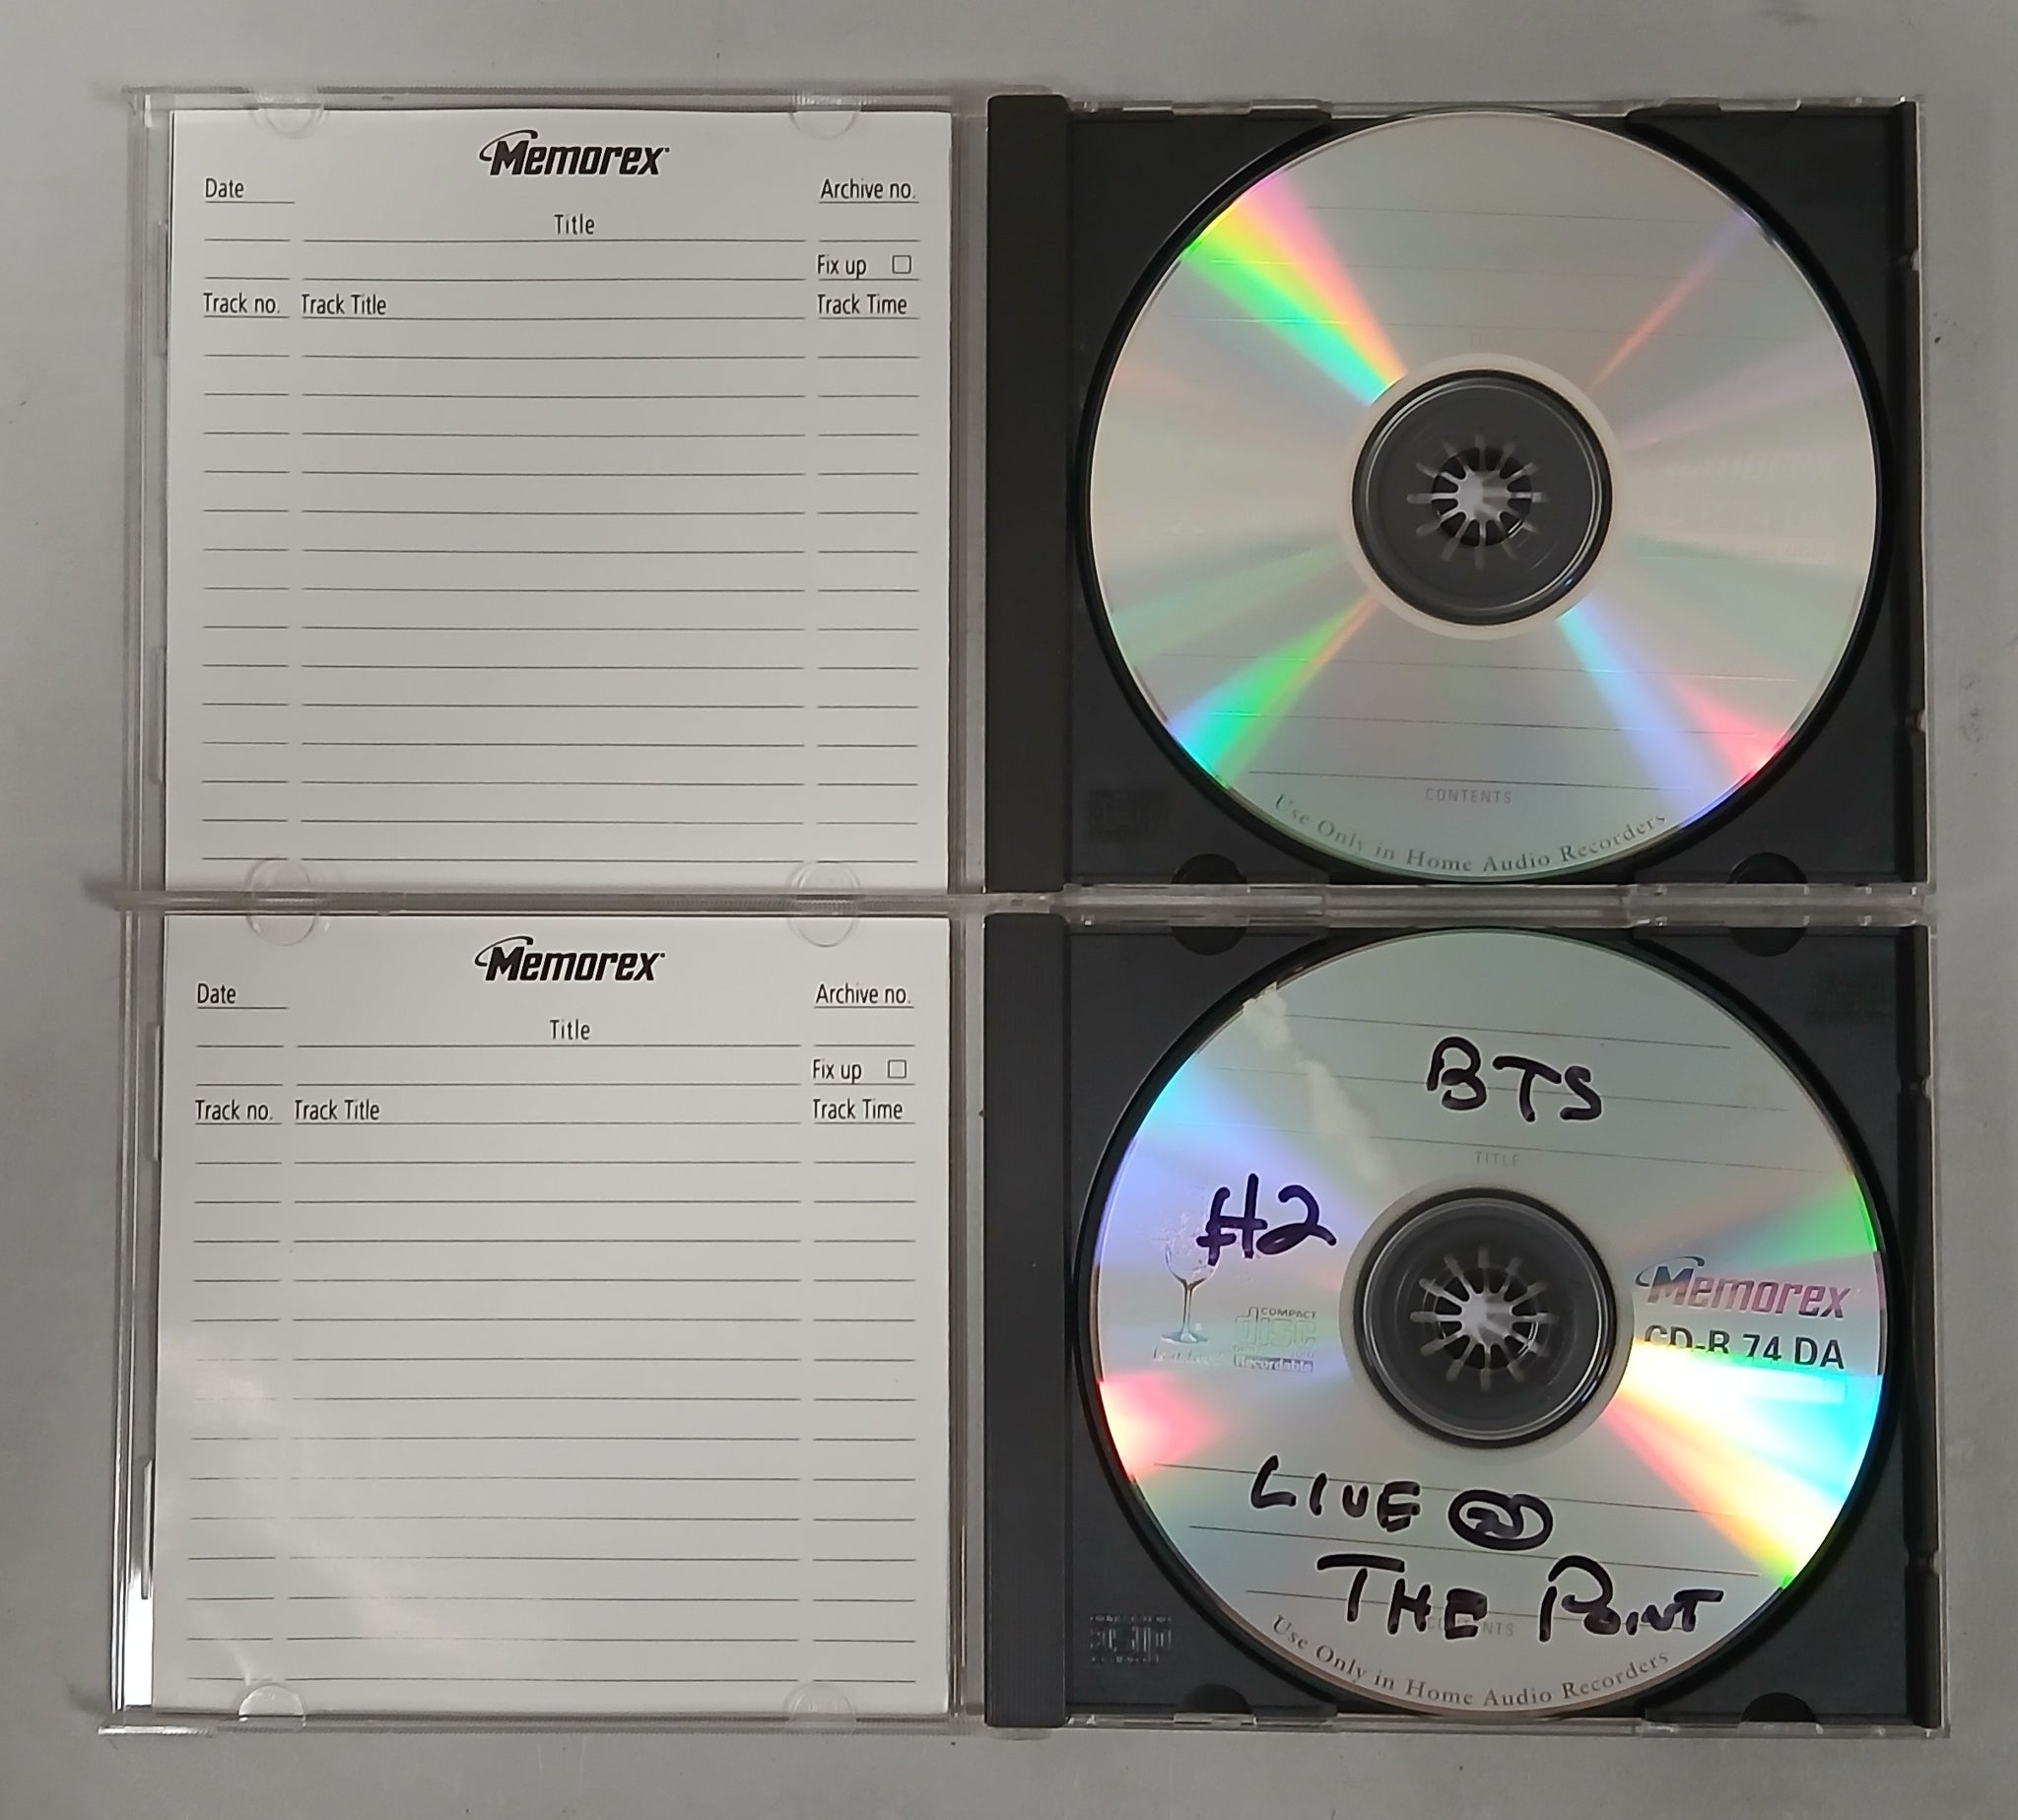 Memorex
Date
Archive no.
Title
Fix up
Track no. Track Title Track Time
TITLE
CONTENTS
Use Only in Home Audio Recorders
Memorex
Date
Archive no.
Title
Fix up
Track no. Track Title Track Time
BTS
TITLE
#2
COMPACT
disc
Recordable
Memorex
CD-R 74 DA
LIVE @
THE POINT
CONTENTS
Use Only in Home Audio Recorders